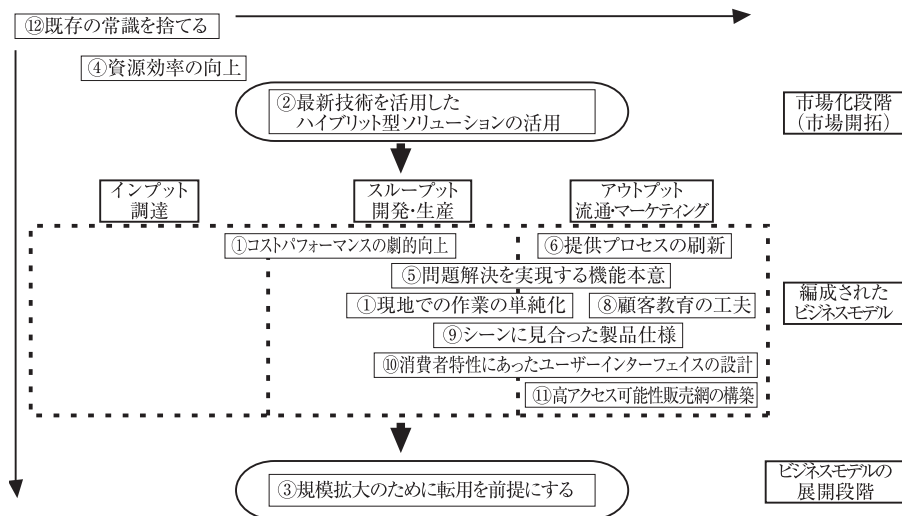 ⑫既存の常識を捨てる
④資源効率の向上
②最新技術を活用した
ハイブリット型ソリューションの活用
市場化段階
（市場開拓）
インプット
調達
スループット
開発・生産
アウトプット
流通・マーケティング
①コストパフォーマンスの劇的向上
⑥提供プロセスの刷新
⑤問題解決を実現する機能本意
①現地での作業の単純化
⑧顧客教育の工夫
編成された
ビジネスモデル
⑨シーンに見合った製品仕様
⑩消費者特性にあったユーザーインターフェイスの設計
⑪高アクセス可能性販売網の構築
③規模拡大のために転用を前提にする
ビジネスモデルの
展開段階